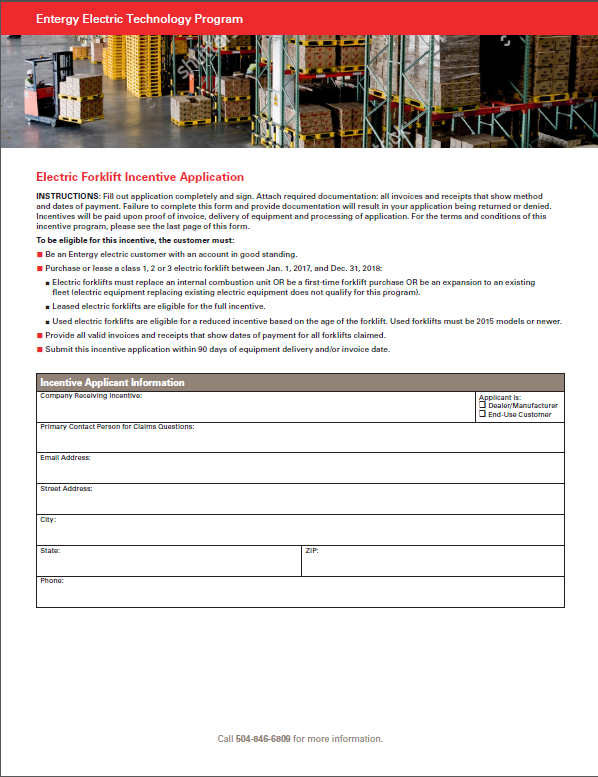 Entergy Electric Technology Program
Electric Forklift Incentive Application
INSTRUCTIONS: Fill out application completely and sign. Attach required documentation: all invoices and receipts that show method
and dates of payment. Failure to complete this form and provide documentation will result in your application being returned or denied.
Incentives will be paid upon proof of invoice, delivery of equipment and processing of application. For the terms and conditions of this
incentive program, please see the last page of this form.
To be eligible for this incentive, the customer must:
■ Be an Entergy electric customer with an account in good standing.
■ Purchase or lease a class 1, 2 or 3 electric forklift between Jan. 1, 2017, and Dec. 31, 2018:
■ Electric forklifts must replace an internal combustion unit OR be a first-time forklift purchase OR be an expansion to an existing
fleet (electric equipment replacing existing electric equipment does not qualify for this program).
■ Leased electric forklifts are eligible for the full incentive.
■ Used electric forklifts are eligible for a reduced incentive based on the age of the forklift. Used forklifts must be 2015 models or newer.
■ Provide all valid invoices and receipts that show dates of payment for all forklifts claimed.
■ Submit this incentive application within 90 days of equipment delivery and/or invoice date.
Incentive Applicant Information
Company Receiving Incentive:
Applicant Is:
❑ Dealer/Manufacturer
❑ End-Use Customer
Primary Contact Person for Claims Questions:
Email Address:
Street Address:
City:
State:
ZIP:
Phone:
Call 504-846-6809 for more information.